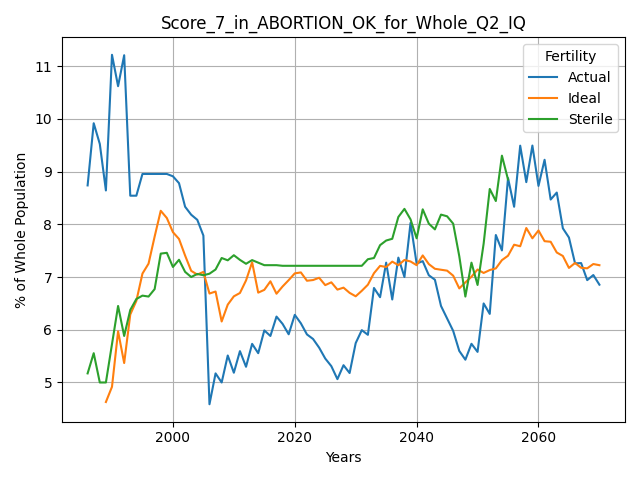 Score_7_in_ABORTION_OK_for_Whole_Q2_IQ
Fertility
Actual
Ideal
Sterile
% of Whole Population
11
10
9
8
7
6
5
2000
2020
2040
2060
Years